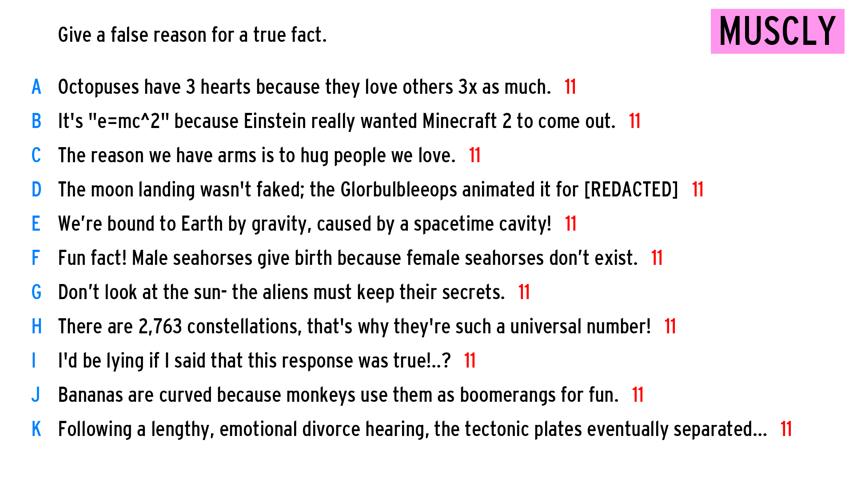 Give a false reason for a true fact.
MUSCLY
A Octopuses have 3 hearts because they love others 3x as much. 11
B It's "e=mc^2" because Einstein really wanted Minecraft 2 to come out. 11
C The reason we have arms is to hug people we love. 11
D The moon landing wasn't faked; the Glorbulbleeops animated it for [REDACTED] 11
E We’re bound to Earth by gravity, caused by a spacetime cavity! 11
F Fun fact! Male seahorses give birth because female seahorses don’t exist. 11
G Don’t look at the sun- the aliens must keep their secrets. 11
H There are 2,763 constellations, that's why they're such a universal number! 11
I I'd be lying if I said that this response was true!..? 11
J Bananas are curved because monkeys use them as boomerangs for fun. 11
K Following a lengthy, emotional divorce hearing, the tectonic plates eventually separated... 11